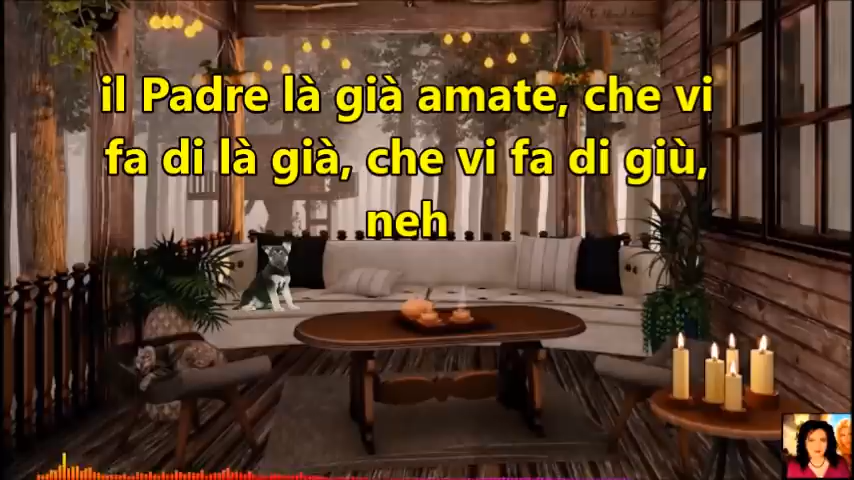 il Padre là già amate, che vi
fa di là già, che vi fa di giù,
neh